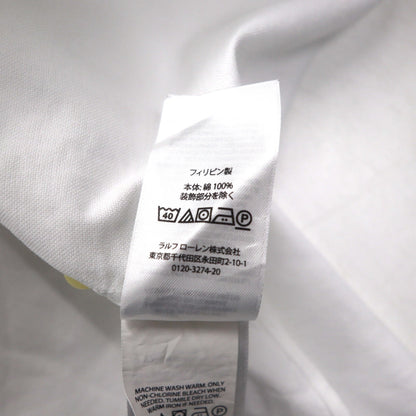 フィリピン製
本体: 綿 100%
装飾部分を除く
40 P
ラルフ ローレン株式会社
東京都千代田区永田町2-10-1
0120-3274-20
MACHINE WASH WARM. ONLY
NON-CHLORINE BLEACH WHEN
NEEDED. TUMBLE DRY LOW.
WARM IRON IF NEEDED.